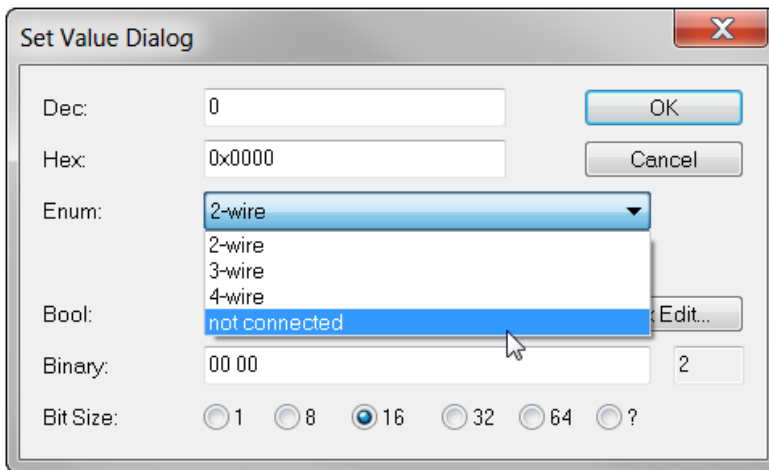 Set Value Dialog
Dec: 0 OK
Hex: 0x0000 Cancel
Enum: 2-wire
2-wire
3-wire
4-wire
not connected
Bool: Edit...
Binary: 00 00 2
Bit Size: 1 8 16 32 64 ?